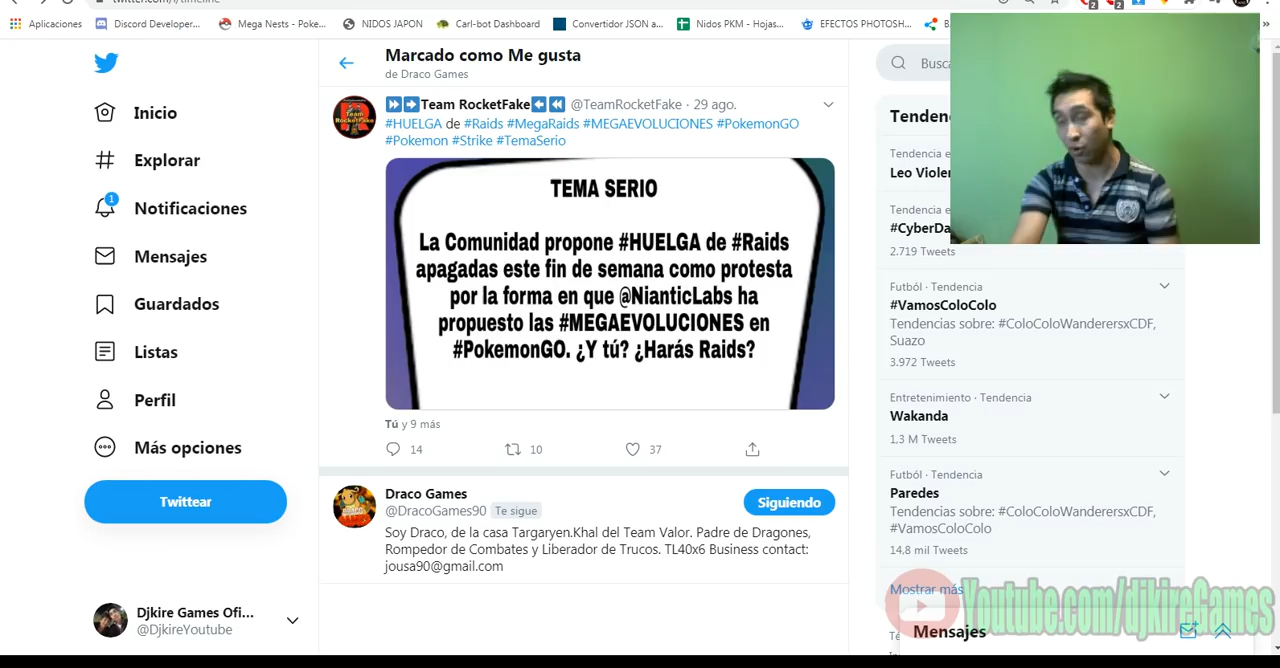 Aplicaciones
Discord Developer...
Mega Nests - Poke...
NIDOS JAPON
Carl-bot Dashboard
Convertidor JSON a...
Nidos PKM - Hojas...
EFECTOS PHOTOSH...
Inicio
Explorar
1
Notificaciones
Mensajes
Guardados
Listas
Perfil
Más opciones
Twittear
Djkire Games Ofi...
@DjkireYoutube
Marcado como Me gusta
de Draco Games
Team RocketFake @TeamRocketFake · 29 ago.
#HUELGA de #Raids #MegaRaids #MEGAEVOLUCIONES #PokemonGO
#Pokemon #Strike #TemaSerio
TEMA SERIO
La Comunidad propone #HUELGA de #Raids
apagadas este fin de semana como protesta
por la forma en que @NianticLabs ha
propuesto las #MEGAEVOLUCIONES en
#PokemonGO. ¿Y tú? ¿Harás Raids?
Tú y 9 más
14 10 37
Draco Games
@DracoGames90 Te sigue
Siguiendo
Soy Draco, de la casa Targaryen.Khal del Team Valor. Padre de Dragones,
Rompedor de Combates y Liberador de Trucos. TL40x6 Business contact:
jousa90@gmail.com
Busca
Tenden
Tendencia e
Leo Violen
Tendencia e
#CyberDa
2.719 Tweets
Futból · Tendencia
#VamosColoColo
Tendencias sobre: #ColoColoWanderersxCDF,
Suazo
3.972 Tweets
Entretenimiento · Tendencia
Wakanda
1,3 M Tweets
Futból · Tendencia
Paredes
Tendencias sobre: #ColoColoWanderersxCDF,
#VamosColoColo
14,8 mil Tweets
Mostrar más
Youtube.com/djkireGames
Mensajes